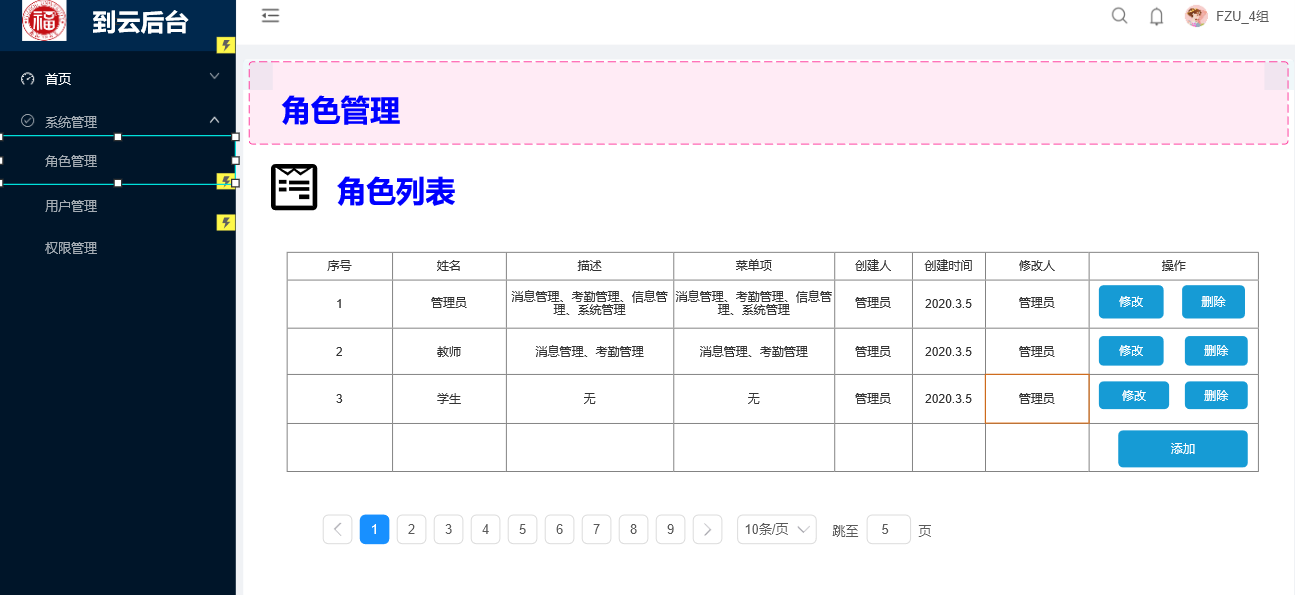 福
到云后台
FZU_4组
首页
系统管理
角色管理
用户管理
权限管理
角色管理
角色列表
序号 姓名 描述 菜单项 创建人 创建时间 修改人 操作
1 管理员 消息管理、考勤管理、信息管 消息管理、考勤管理、信息管 管理员 2020.3.5 管理员 修改 删除
理、系统管理 理、系统管理
2 教师 消息管理、考勤管理 消息管理、考勤管理 管理员 2020.3.5 管理员 修改 删除
3 学生 无 无 管理员 2020.3.5 管理员 修改 删除
添加
1 2 3 4 5 6 7 8 9 10条/页 跳至 5 页